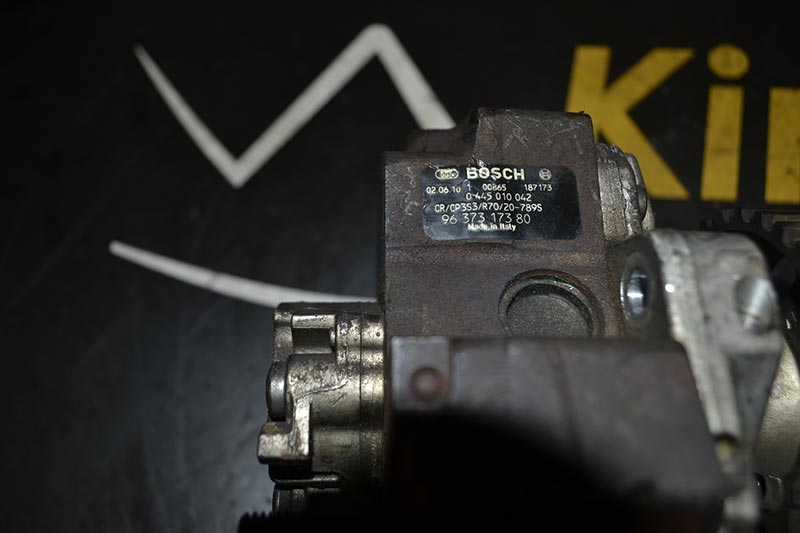 Kin
BOSCH
02.06.10 1 00865 187173
0 445 010 042
CR/CP3S3/R70/20-789S
96 373 173 80
Made in Italy